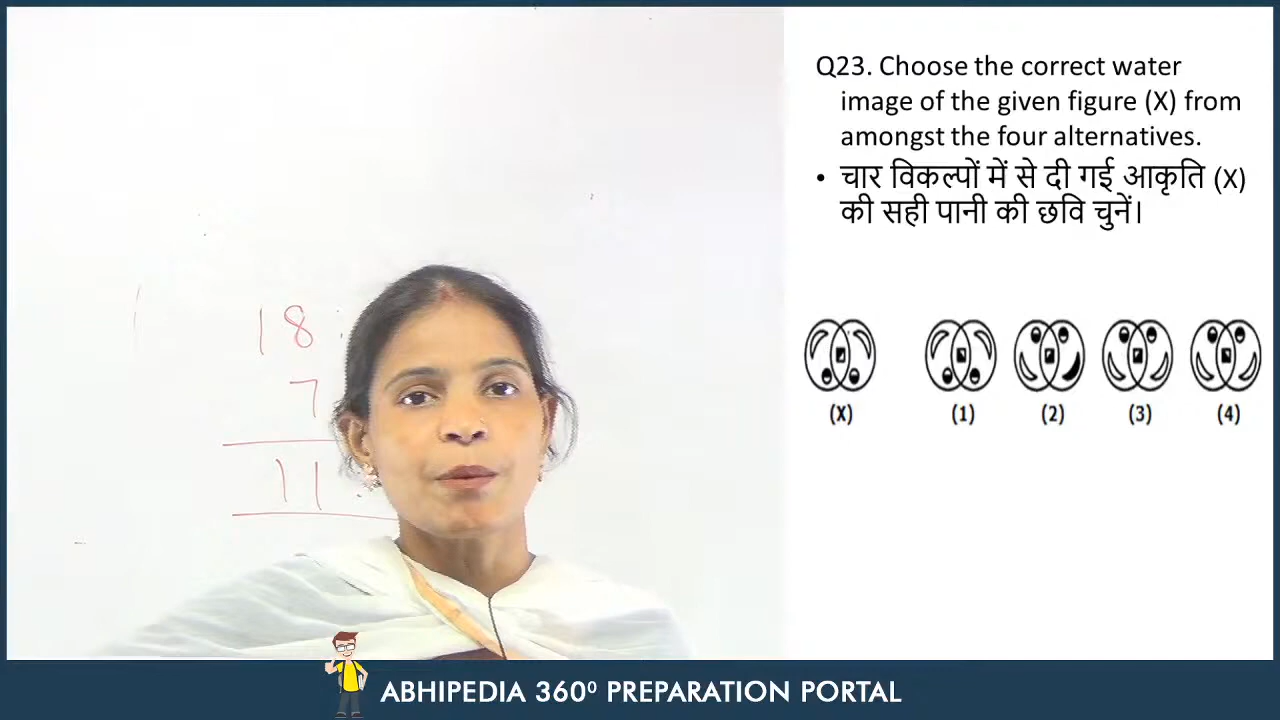 Q23. Choose the correct water
image of the given figure (X) from
amongst the four alternatives.
• चार विकल्पों में से दी गई आकृति (X)
की सही पानी की छवि चुनें।
(X) (1) (2) (3) (4)
18 :
7
11 :
ABHIPEDIA 360⁰ PREPARATION PORTAL